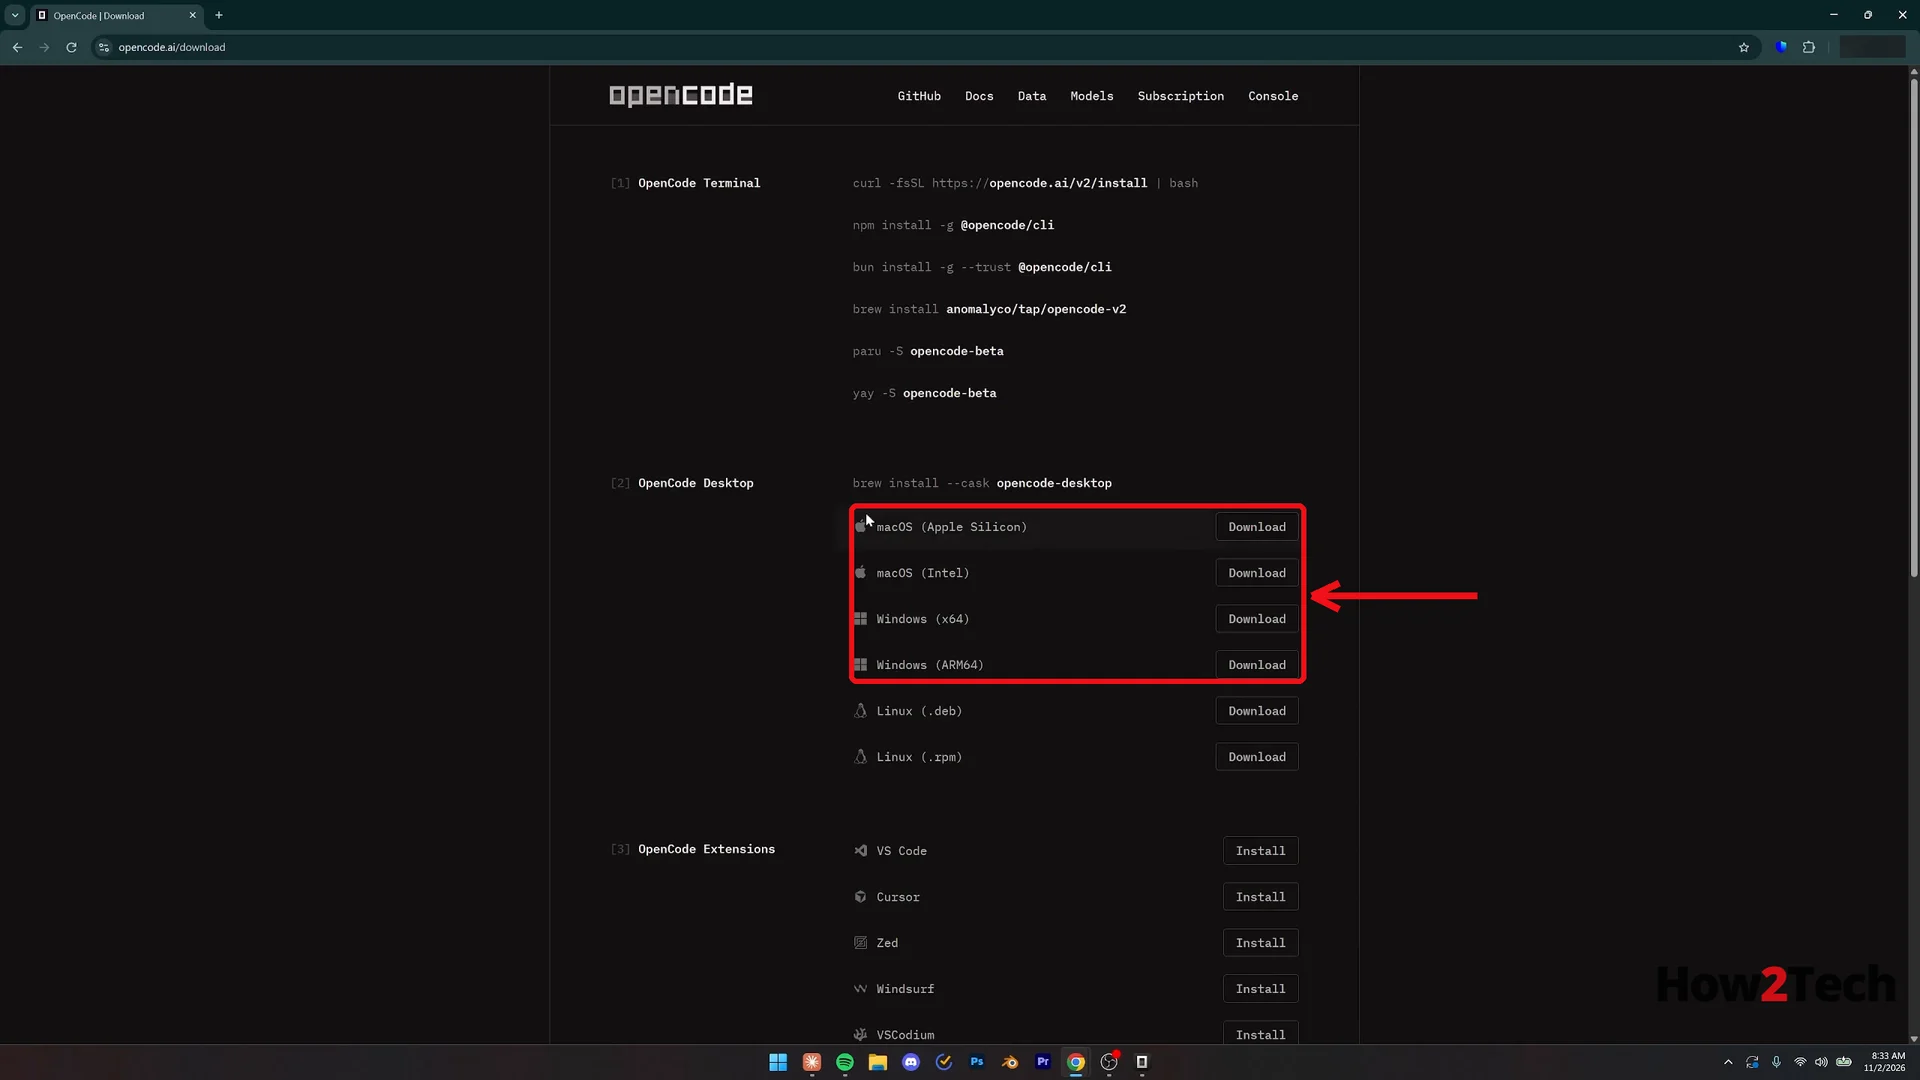 OpenCode | Download
opencode.ai/download
opencode
GitHub Docs Data Models Subscription Console
[1] OpenCode Terminal
curl -fsSL https://opencode.ai/v2/install | bash
npm install -g @opencode/cli
bun install -g --trust @opencode/cli
brew install anomalyco/tap/opencode-v2
paru -S opencode-beta
yay -S opencode-beta
[2] OpenCode Desktop
brew install --cask opencode-desktop
macOS (Apple Silicon) Download
macOS (Intel) Download
Windows (x64) Download
Windows (ARM64) Download
Linux (.deb) Download
Linux (.rpm) Download
[3] OpenCode Extensions
VS Code Install
Cursor Install
Zed Install
Windsurf Install
VSCodium Install
How2Tech
Ps
Pr
8:33 AM
11/2/2026